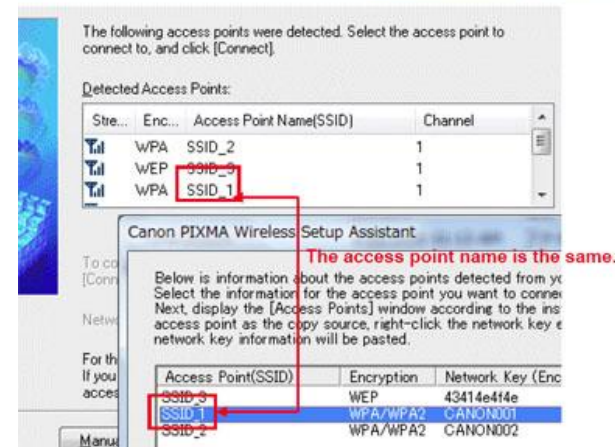 The following access points were detected. Select the access point to
connect to, and click [Connect].
Detected Access Points:
Stre... Enc... Access Point Name(SSID) Channel
WPA SSID_2 1
WEP SSID_3 1
WPA SSID_1 1
Canon PIXMA Wireless Setup Assistant
The access point name is the same.
To co
[Conn
Below is information about the access points detected from yo
Select the information for the access point you want to conne
Next, display the [Access Points] window according to the ins
Netwo
access point as the copy source, right-click the network key e
network key information will be pasted.
For th
If you
acces
Access Point(SSID) Encryption Network Key (Enc
SSID_3 WEP 43414e4f4e
SSID_1 WPA/WPA2 CANON001
SSID_2 WPA/WPA2 CANON002
Manua